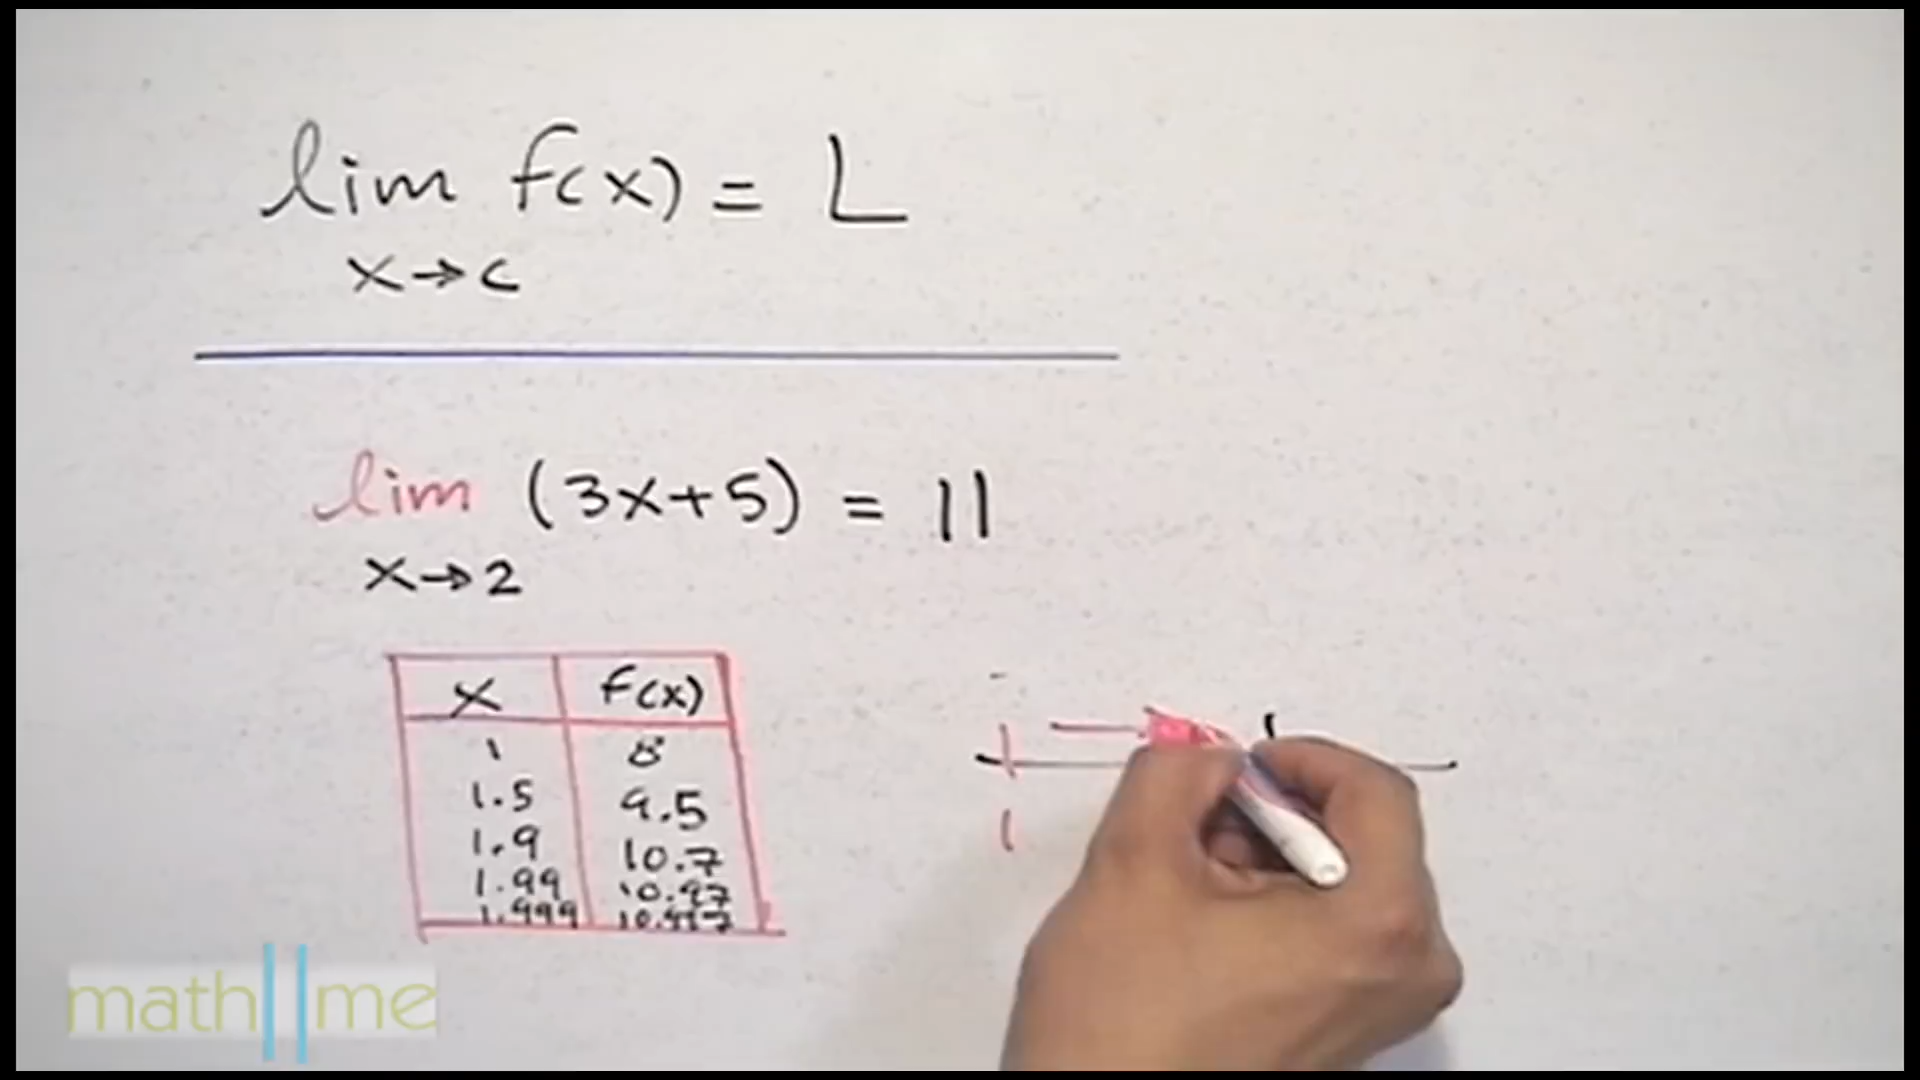 lim f(x) = L
x→c
lim (3x+5) = 11
x→2
x f(x)
1 8
1.5 9.5
1.9 10.7
1.99 10.97
1.999 10.997
1
math me